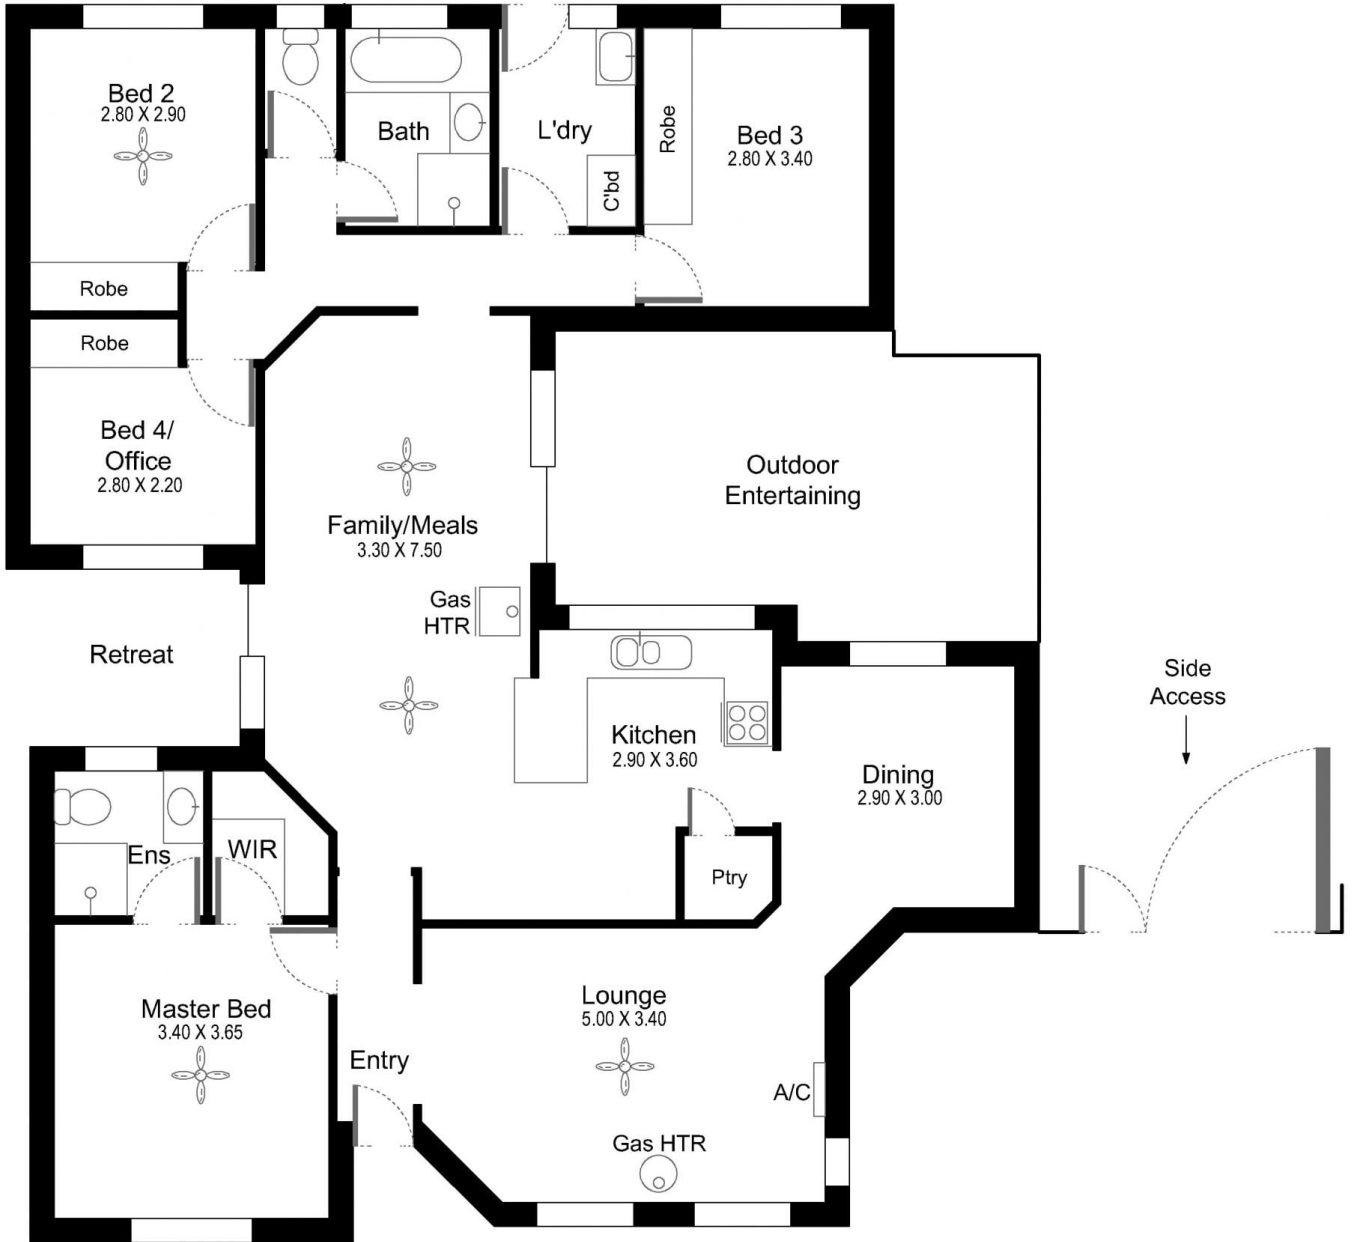 Bed 2
2.80 X 2.90
Bath
L'dry
C'bd
Robe
Bed 3
2.80 X 3.40
Robe
Robe
Bed 4/
Office
2.80 X 2.20
Family/Meals
3.30 X 7.50
Gas
HTR
Outdoor
Entertaining
Retreat
Kitchen
2.90 X 3.60
Dining
2.90 X 3.00
Side
Access
Ens
WIR
Ptry
Master Bed
3.40 X 3.65
Entry
Lounge
5.00 X 3.40
A/C
Gas HTR